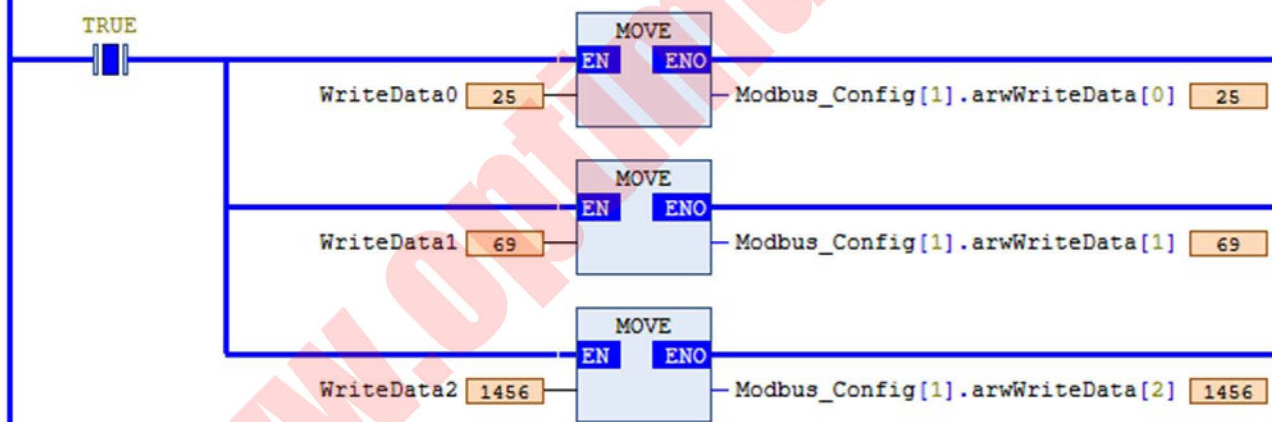 TRUE
MOVE
EN ENO
WriteData0 25 Modbus_Config[1].arwWriteData[0] 25
MOVE
EN ENO
WriteData1 69 Modbus_Config[1].arwWriteData[1] 69
MOVE
EN ENO
WriteData2 1456 Modbus_Config[1].arwWriteData[2] 1456
w.optim